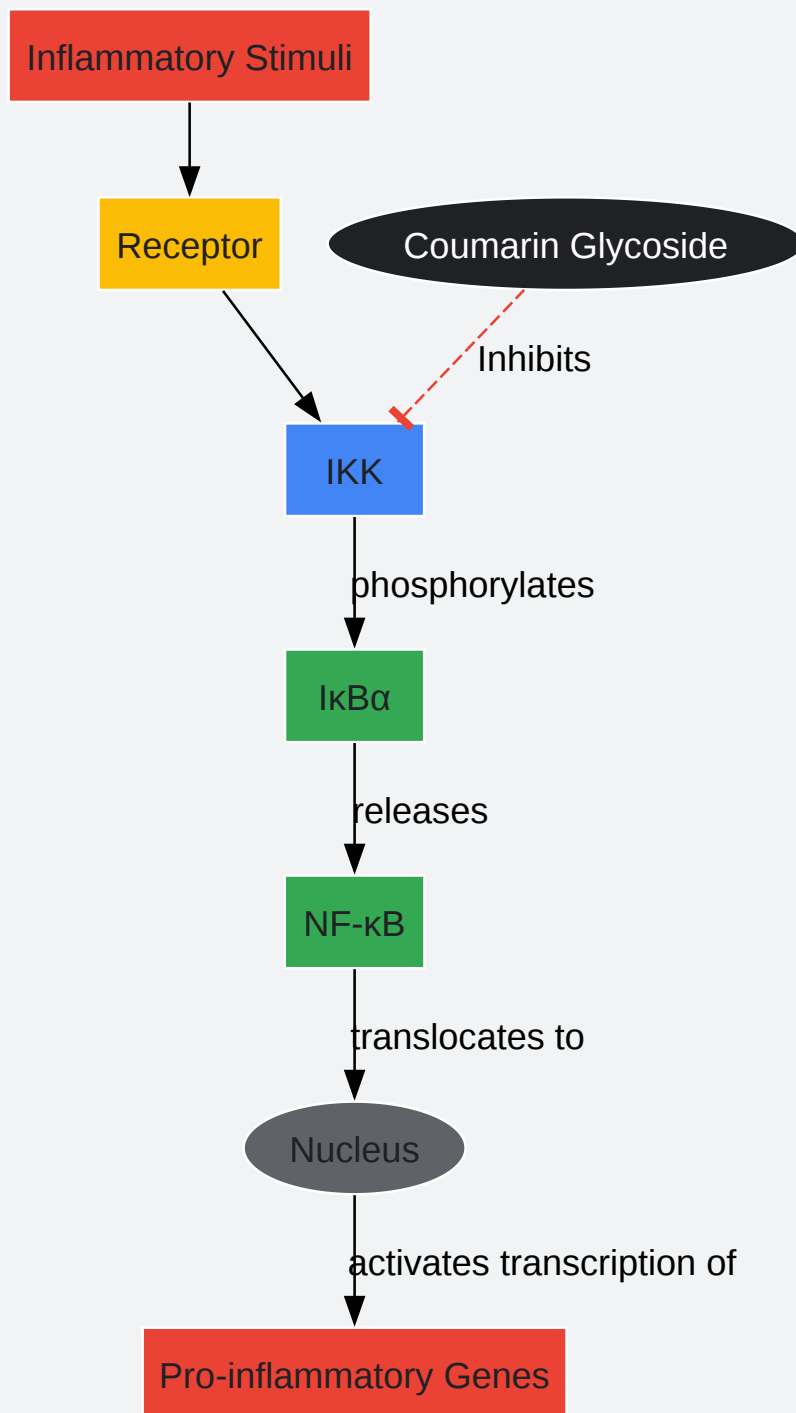 Inflammatory Stimuli
Receptor
Coumarin Glycoside
Inhibits
IKK
phosphorylates
IκBα
releases
NF-κB
translocates to
Nucleus
activates transcription of
Pro-inflammatory Genes